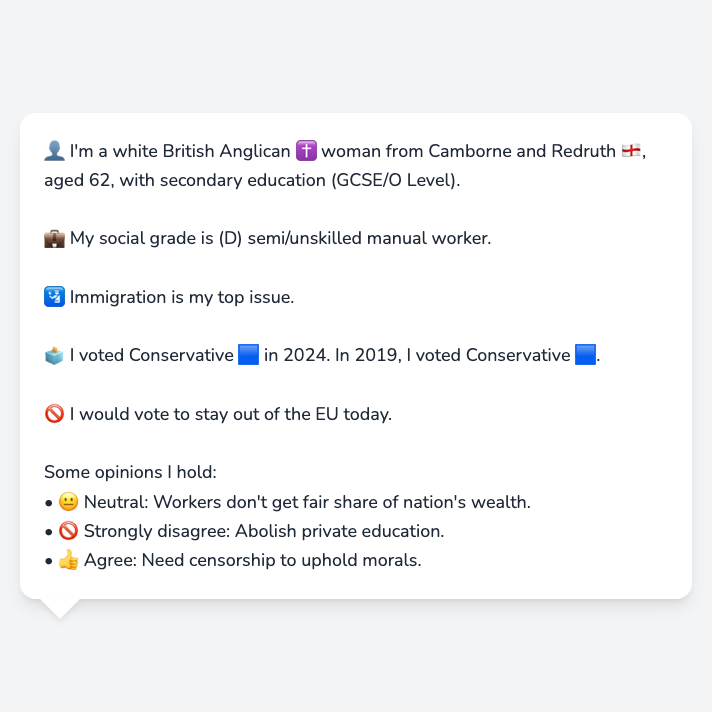 👤 I'm a white British Anglican ✝️ woman from Camborne and Redruth 🏴󠁧󠁢󠁥󠁮󠁧󠁿,
aged 62, with secondary education (GCSE/O Level).
💼 My social grade is (D) semi/unskilled manual worker.
🛂 Immigration is my top issue.
🗳️ I voted Conservative 🟦 in 2024. In 2019, I voted Conservative 🟦.
🚫 I would vote to stay out of the EU today.
Some opinions I hold:
• 😐 Neutral: Workers don't get fair share of nation's wealth.
• 🚫 Strongly disagree: Abolish private education.
• 👍 Agree: Need censorship to uphold morals.